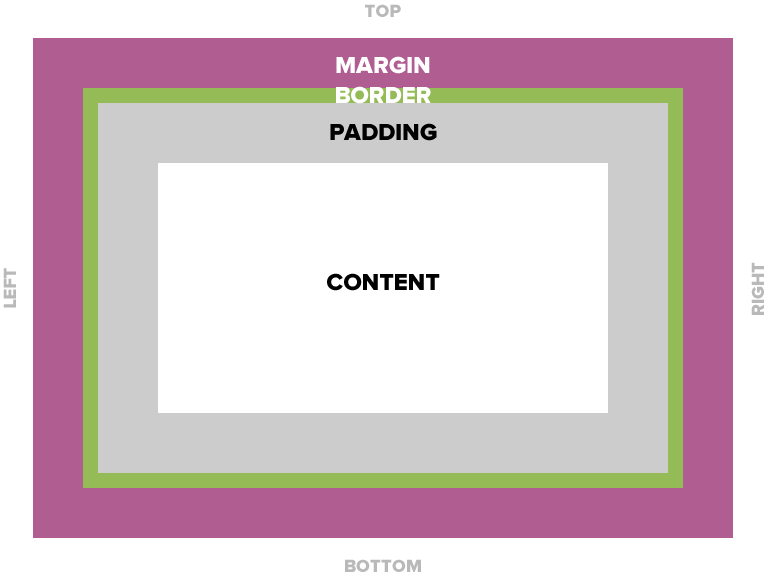 TOP
MARGIN
BORDER
PADDING
LEFT
CONTENT
RIGHT
BOTTOM